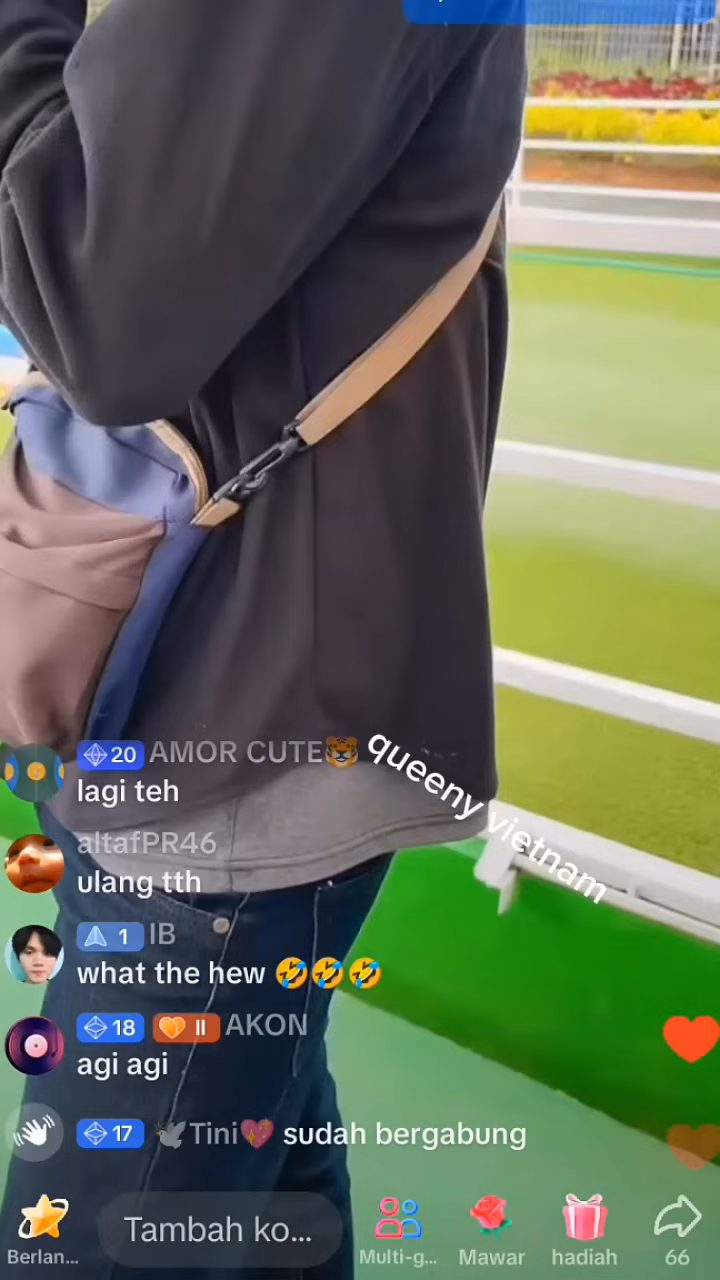 20 AMOR CUTE🐯
lagi teh
queeny vietnam
altafPR46
ulang tth
1 IB
what the hew 🤣🤣🤣
18 II AKON
agi agi
17 🕊Tini💖 sudah bergabung
Tambah ko...
Berlan...
Multi-g...
Mawar
hadiah
66